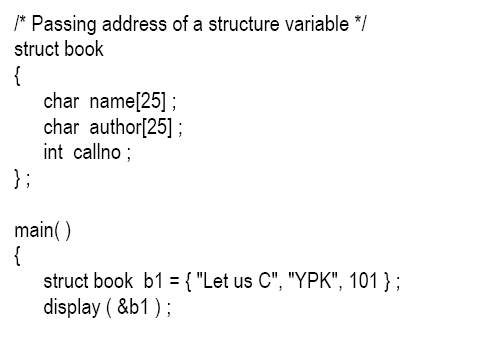 /* Passing address of a structure variable */
struct book
{
char name[25] ;
char author[25] ;
int callno ;
} ;
main( )
{
struct book b1 = { "Let us C", "YPK", 101 } ;
display ( &b1 ) ;